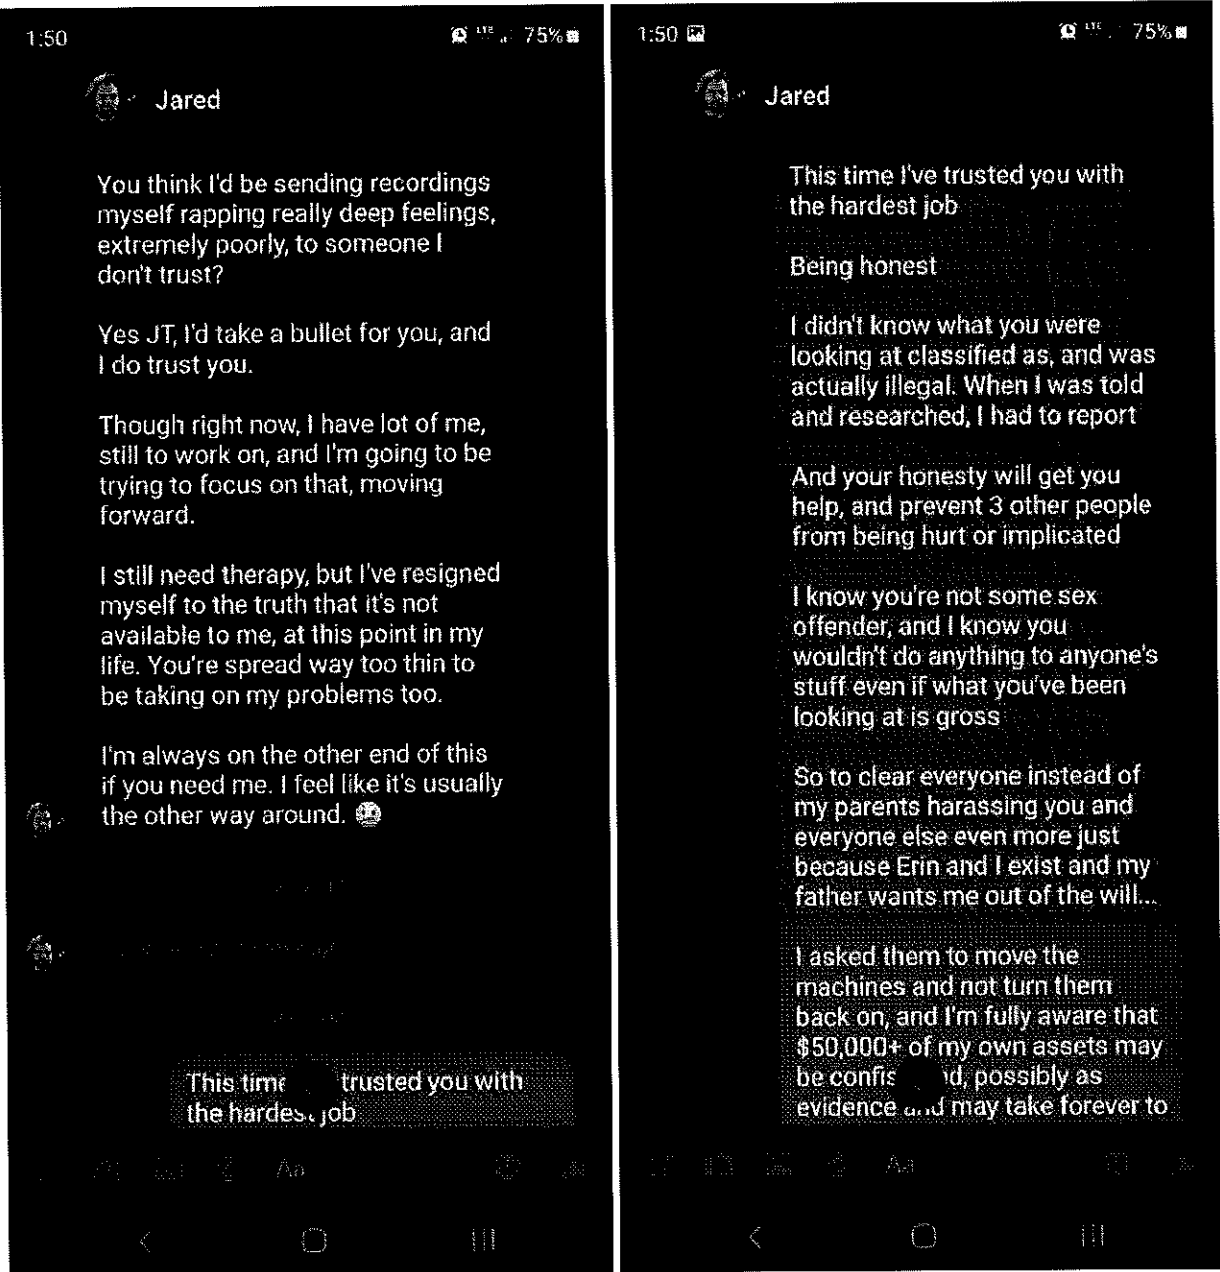 1:50
LTE 75%
Jared
You think I'd be sending recordings
myself rapping really deep feelings,
extremely poorly, to someone I
don't trust?
Yes JT, I'd take a bullet for you, and
I do trust you.
Though right now, I have lot of me,
still to work on, and I'm going to be
trying to focus on that, moving
forward.
I still need therapy, but I've resigned
myself to the truth that it's not
available to me, at this point in my
life. You're spread way too thin to
be taking on my problems too.
I'm always on the other end of this
if you need me. I feel like it's usually
the other way around.
This time trusted you with
the hardest job
Aa
1:50
LTE 75%
Jared
This time I've trusted you with
the hardest job
Being honest
I didn't know what you were
looking at classified as, and was
actually illegal. When I was told
and researched, I had to report
And your honesty will get you
help, and prevent 3 other people
from being hurt or implicated
I know you're not some sex
offender, and I know you
wouldn't do anything to anyone's
stuff even if what you've been
looking at is gross
So to clear everyone instead of
my parents harassing you and
everyone else even more just
because Erin and I exist and my
father wants me out of the will...
I asked them to move the
machines and not turn them
back on, and I'm fully aware that
$50,000+ of my own assets may
be possibly as
evidence and may take forever to
Aa